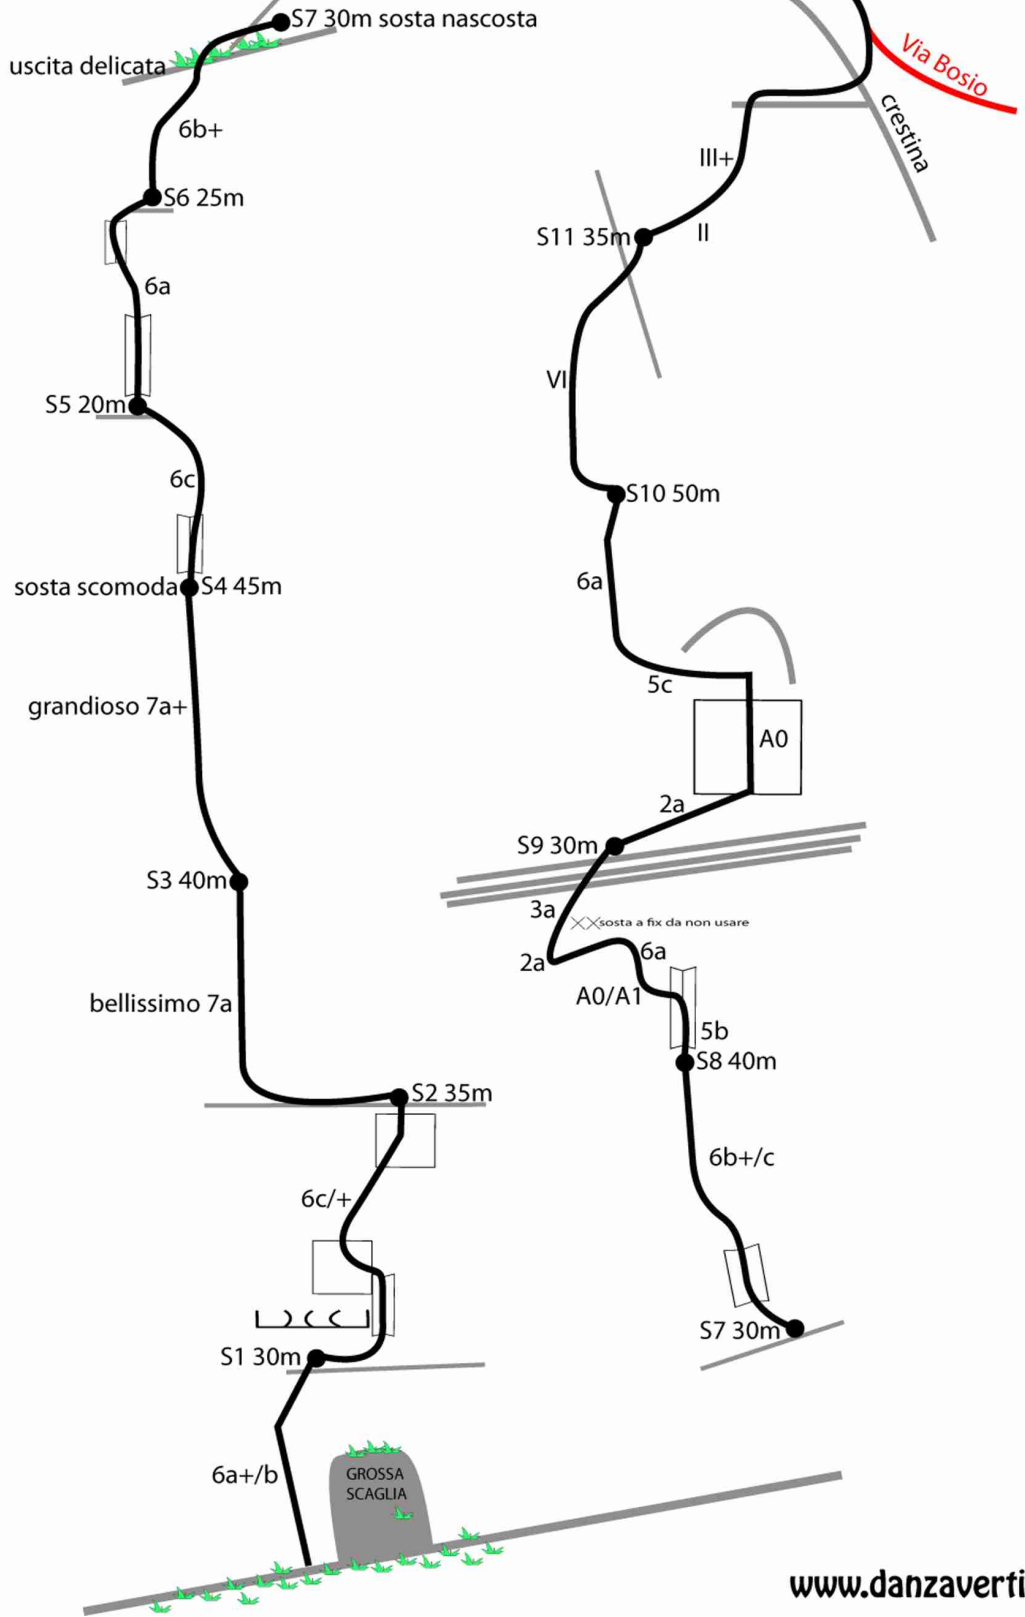 S7 30m sosta nascosta
uscita delicata
6b+
S6 25m
6a
S5 20m
6c
sosta scomoda
S4 45m
grandioso 7a+
S3 40m
bellissimo 7a
S2 35m
6c/+
S1 30m
6a+/b
GROSSA
SCAGLIA
Via Bosio
crestina
III+
II
S11 35m
VI
S10 50m
6a
5c
A0
2a
S9 30m
3a
sosta a fix da non usare
2a
6a
A0/A1
5b
S8 40m
6b+/c
S7 30m
www.danzaverti